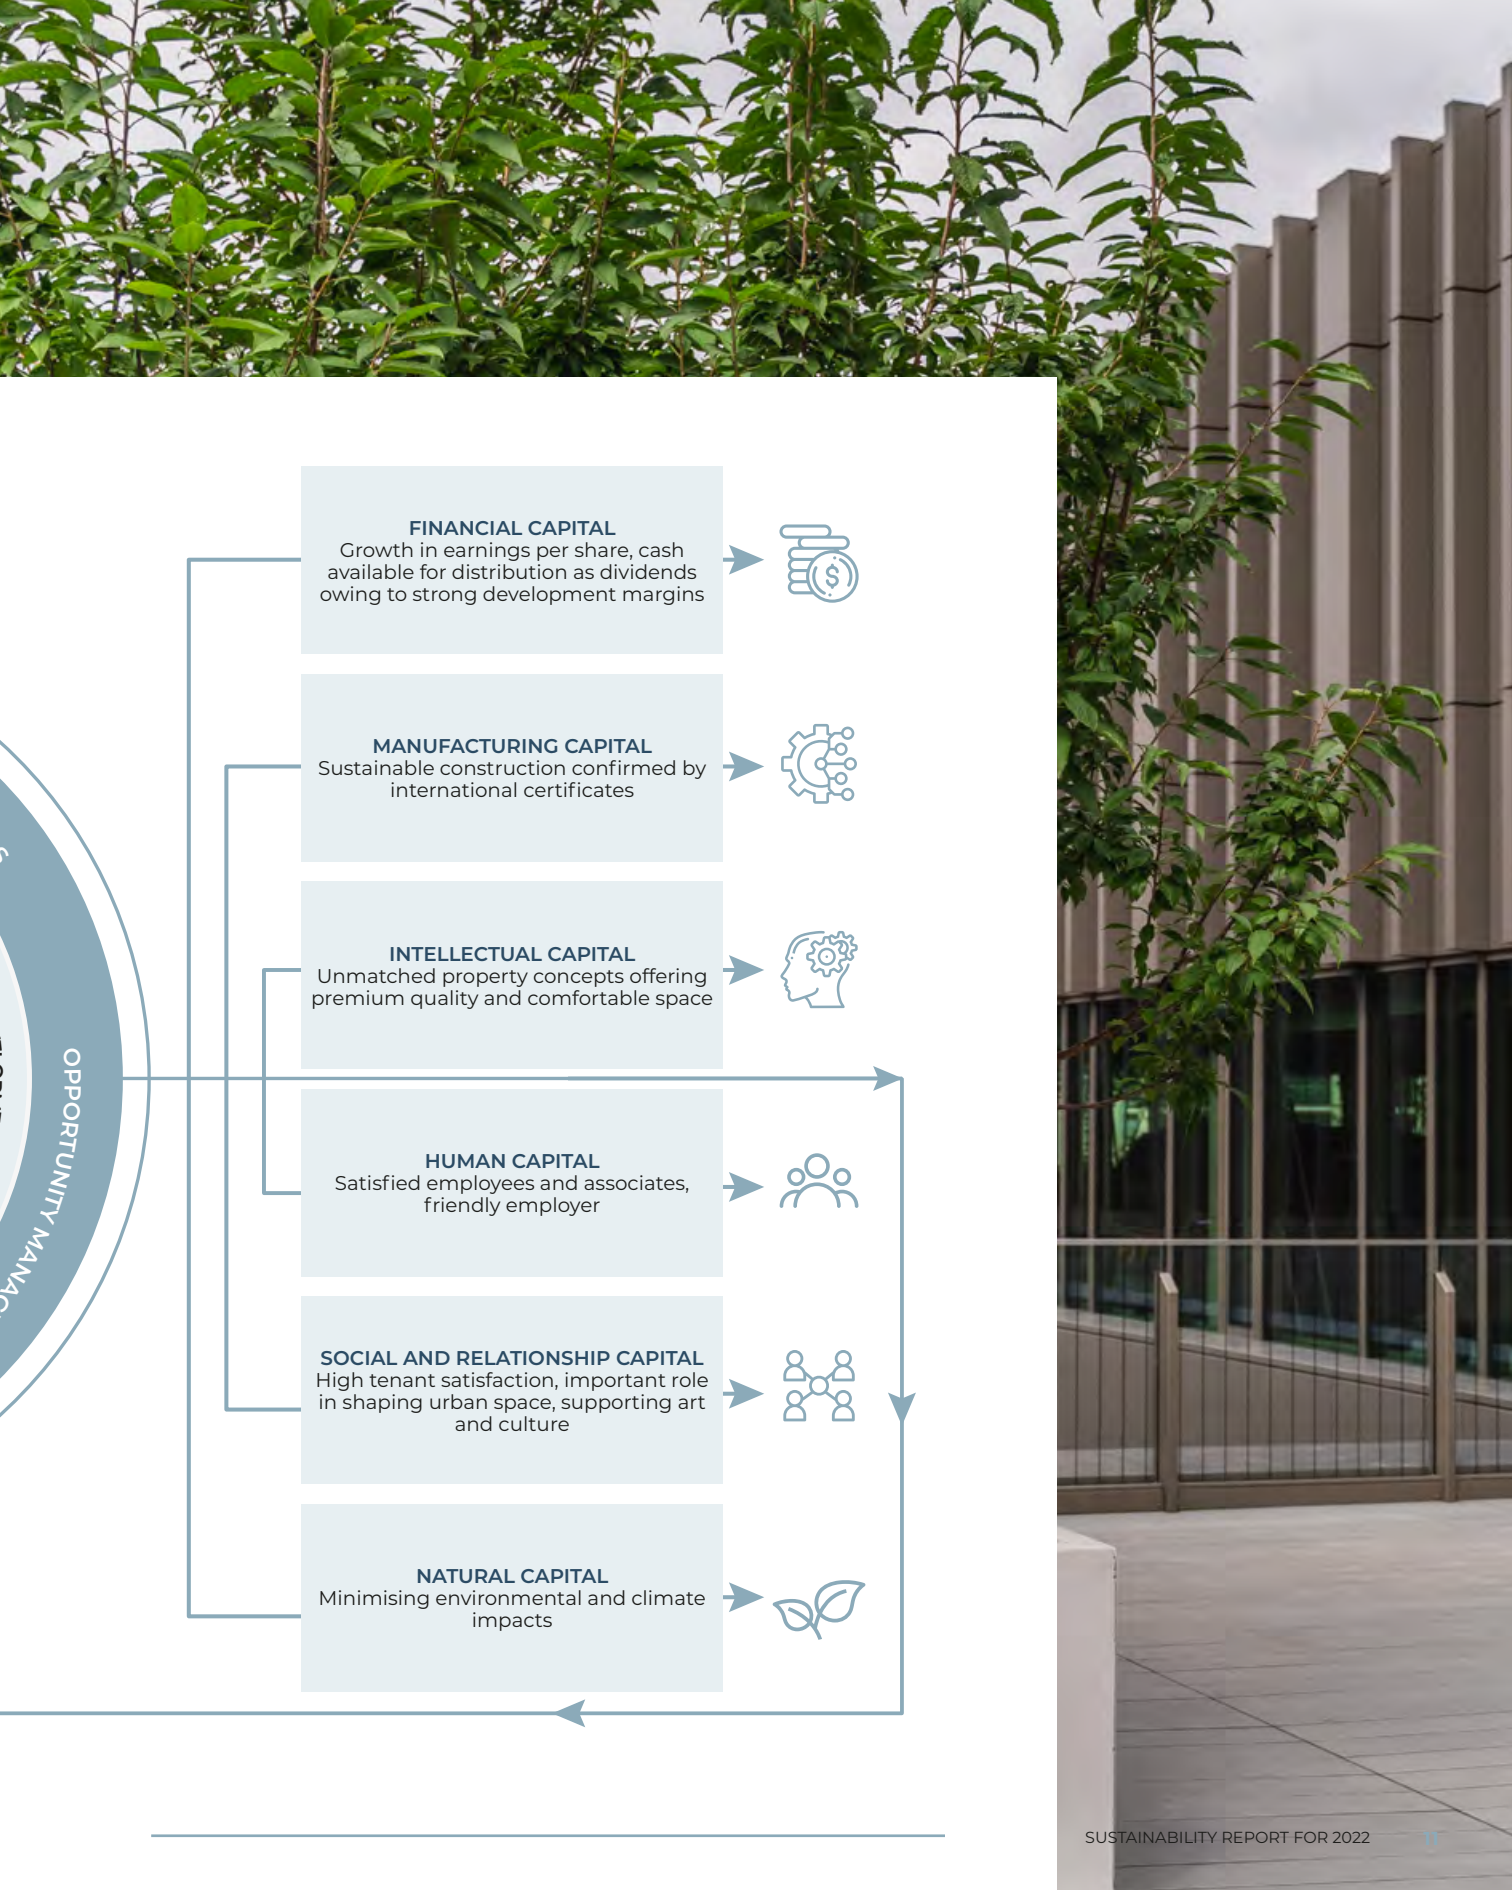 FINANCIAL CAPITAL
Growth in earnings per share, cash
available for distribution as dividends
owing to strong development margins
MANUFACTURING CAPITAL
Sustainable construction confirmed by
international certificates
INTELLECTUAL CAPITAL
Unmatched property concepts offering
premium quality and comfortable space
OPPORTUNITY
HUMAN CAPITAL
Satisfied employees and associates,
friendly employer
SOCIAL AND RELATIONSHIP CAPITAL
High tenant satisfaction, important role
in shaping urban space, supporting art
and culture
NATURAL CAPITAL
Minimising environmental and climate
impacts
SUSTAINABILITY REPORT FOR 2022 11